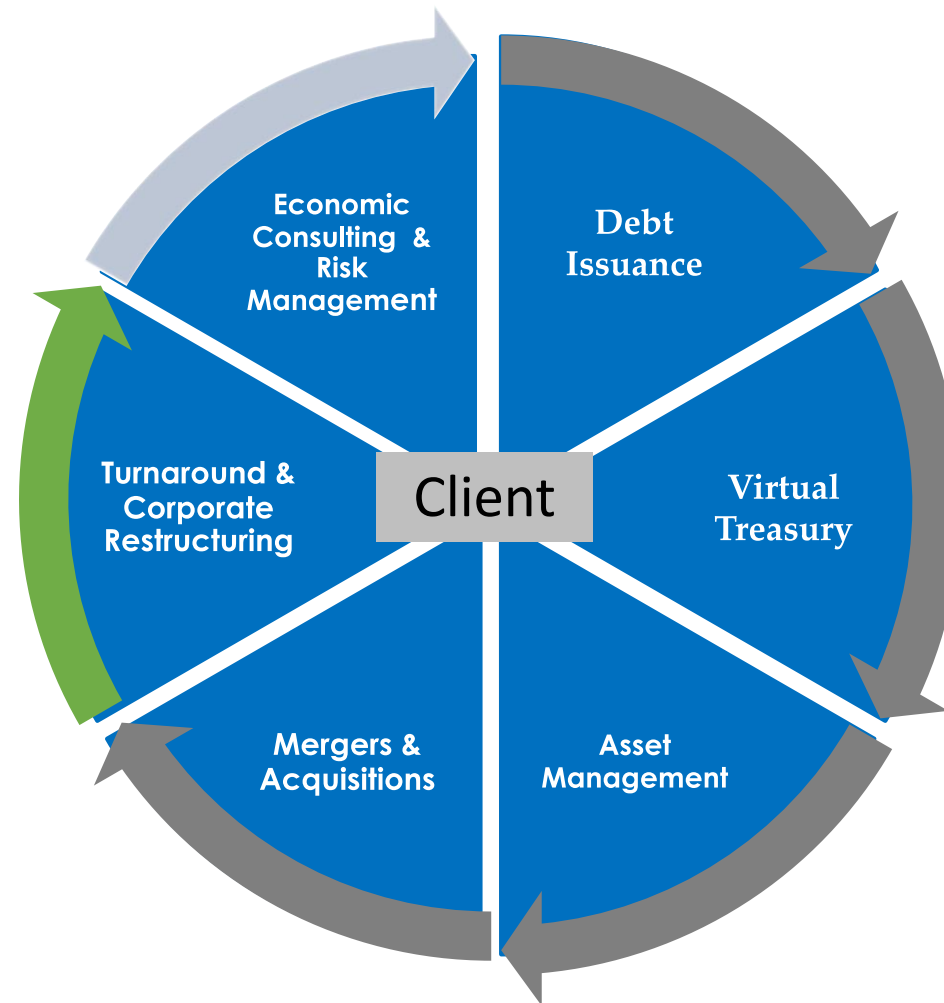 Economic
Consulting & 
Risk
Management
Debt
Issuance
Turnaround &
Corporate
Restructuring
Client
Virtual
Treasury
Mergers &
Acquisitions
Asset
Management